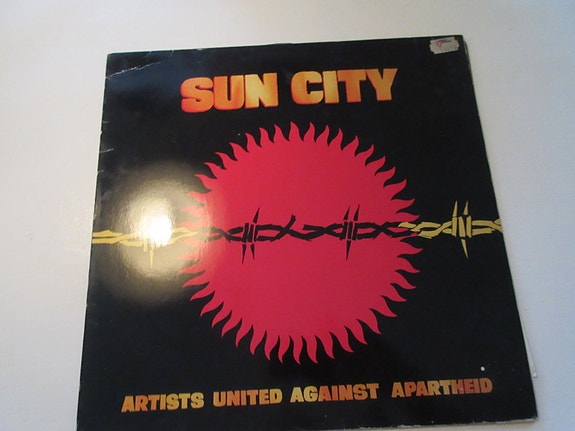 SUN CITY
ARTISTS UNITED AGAINST APARTHEID